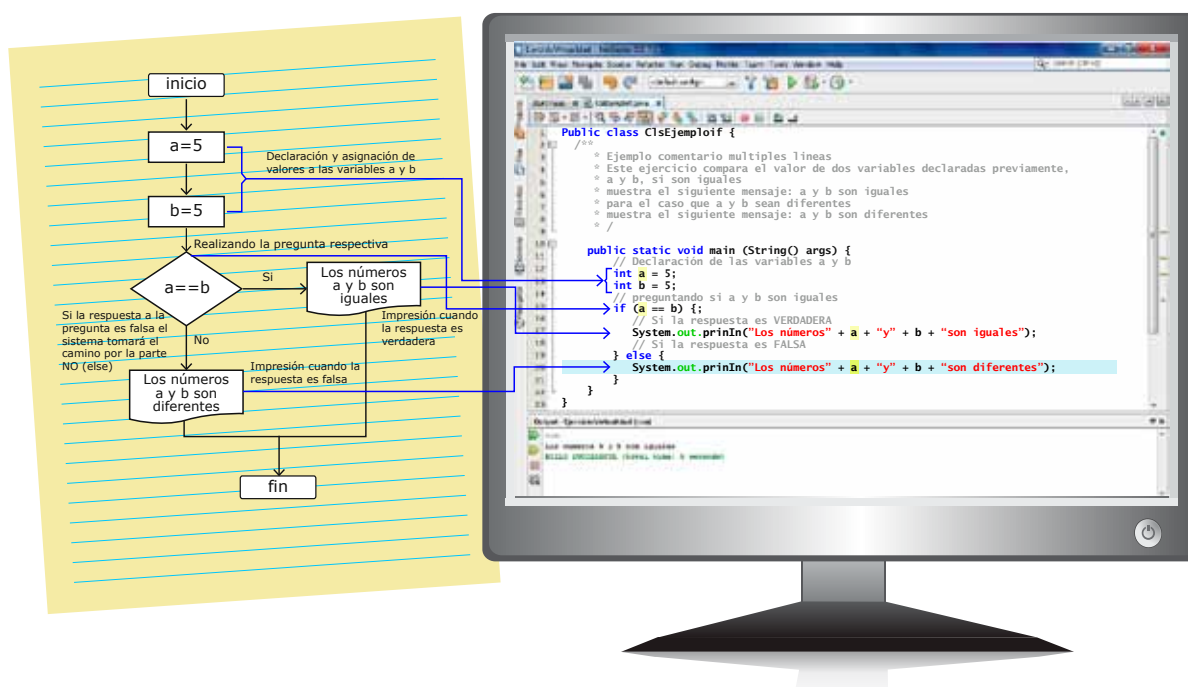 inicio
a=5
Declaración y asignación de
valores a las variables a y b
b=5
Realizando la pregunta respectiva
a==b
Si
Los números
a y b son
iguales
Si la respuesta a la
pregunta es falsa el
sistema tomará el
camino por la parte
NO (else)
No
Impresión cuando
la respuesta es
verdadera
Impresión cuando la
respuesta es falsa
Los números
a y b son
diferentes
fin
Public class ClsEjemploif {
/**
* Ejemplo comentario multiples lineas
* Este ejercicio compara el valor de dos variables declaradas previamente,
* a y b, si son iguales
* muestra el siguiente mensaje: a y b son iguales
* para el caso que a y b sean diferentes
* muestra el siguiente mensaje: a y b son diferentes
* /
public static void main (String() args) {
// Declaración de las variables a y b
int a = 5;
int b = 5;
// preguntando si a y b son iguales
if (a == b) {;
// Si la respuesta es VERDADERA
System.out.prinIn("Los números" + a + "y" + b + "son iguales");
// Si la respuesta es FALSA
} else {
System.out.prinIn("Los números" + a + "y" + b + "son diferentes");
}
}
}